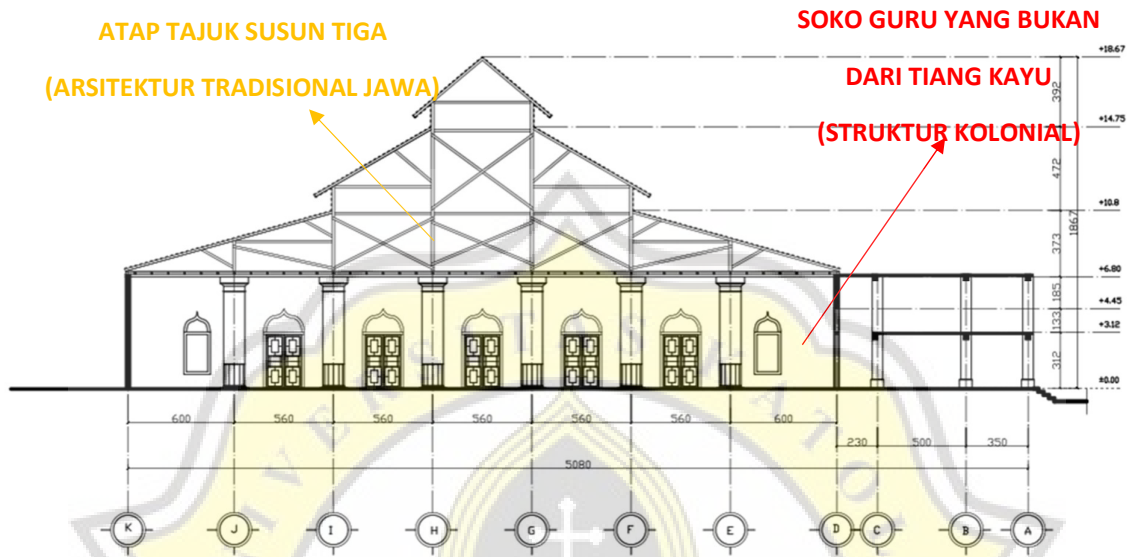 ATAP TAJUK SUSUN TIGA
(ARSITEKTUR TRADISIONAL JAWA)
SOKO GURU YANG BUKAN
DARI TIANG KAYU
(STRUKTUR KOLONIAL)
+18.67
392
+14.75
472
+10.8
1867
373
+6.80
185
+4.45
133
+3.12
312
±0.00
600 560 560 560 560 560 600
230 500 350
5080
K J I H G F E D C B A